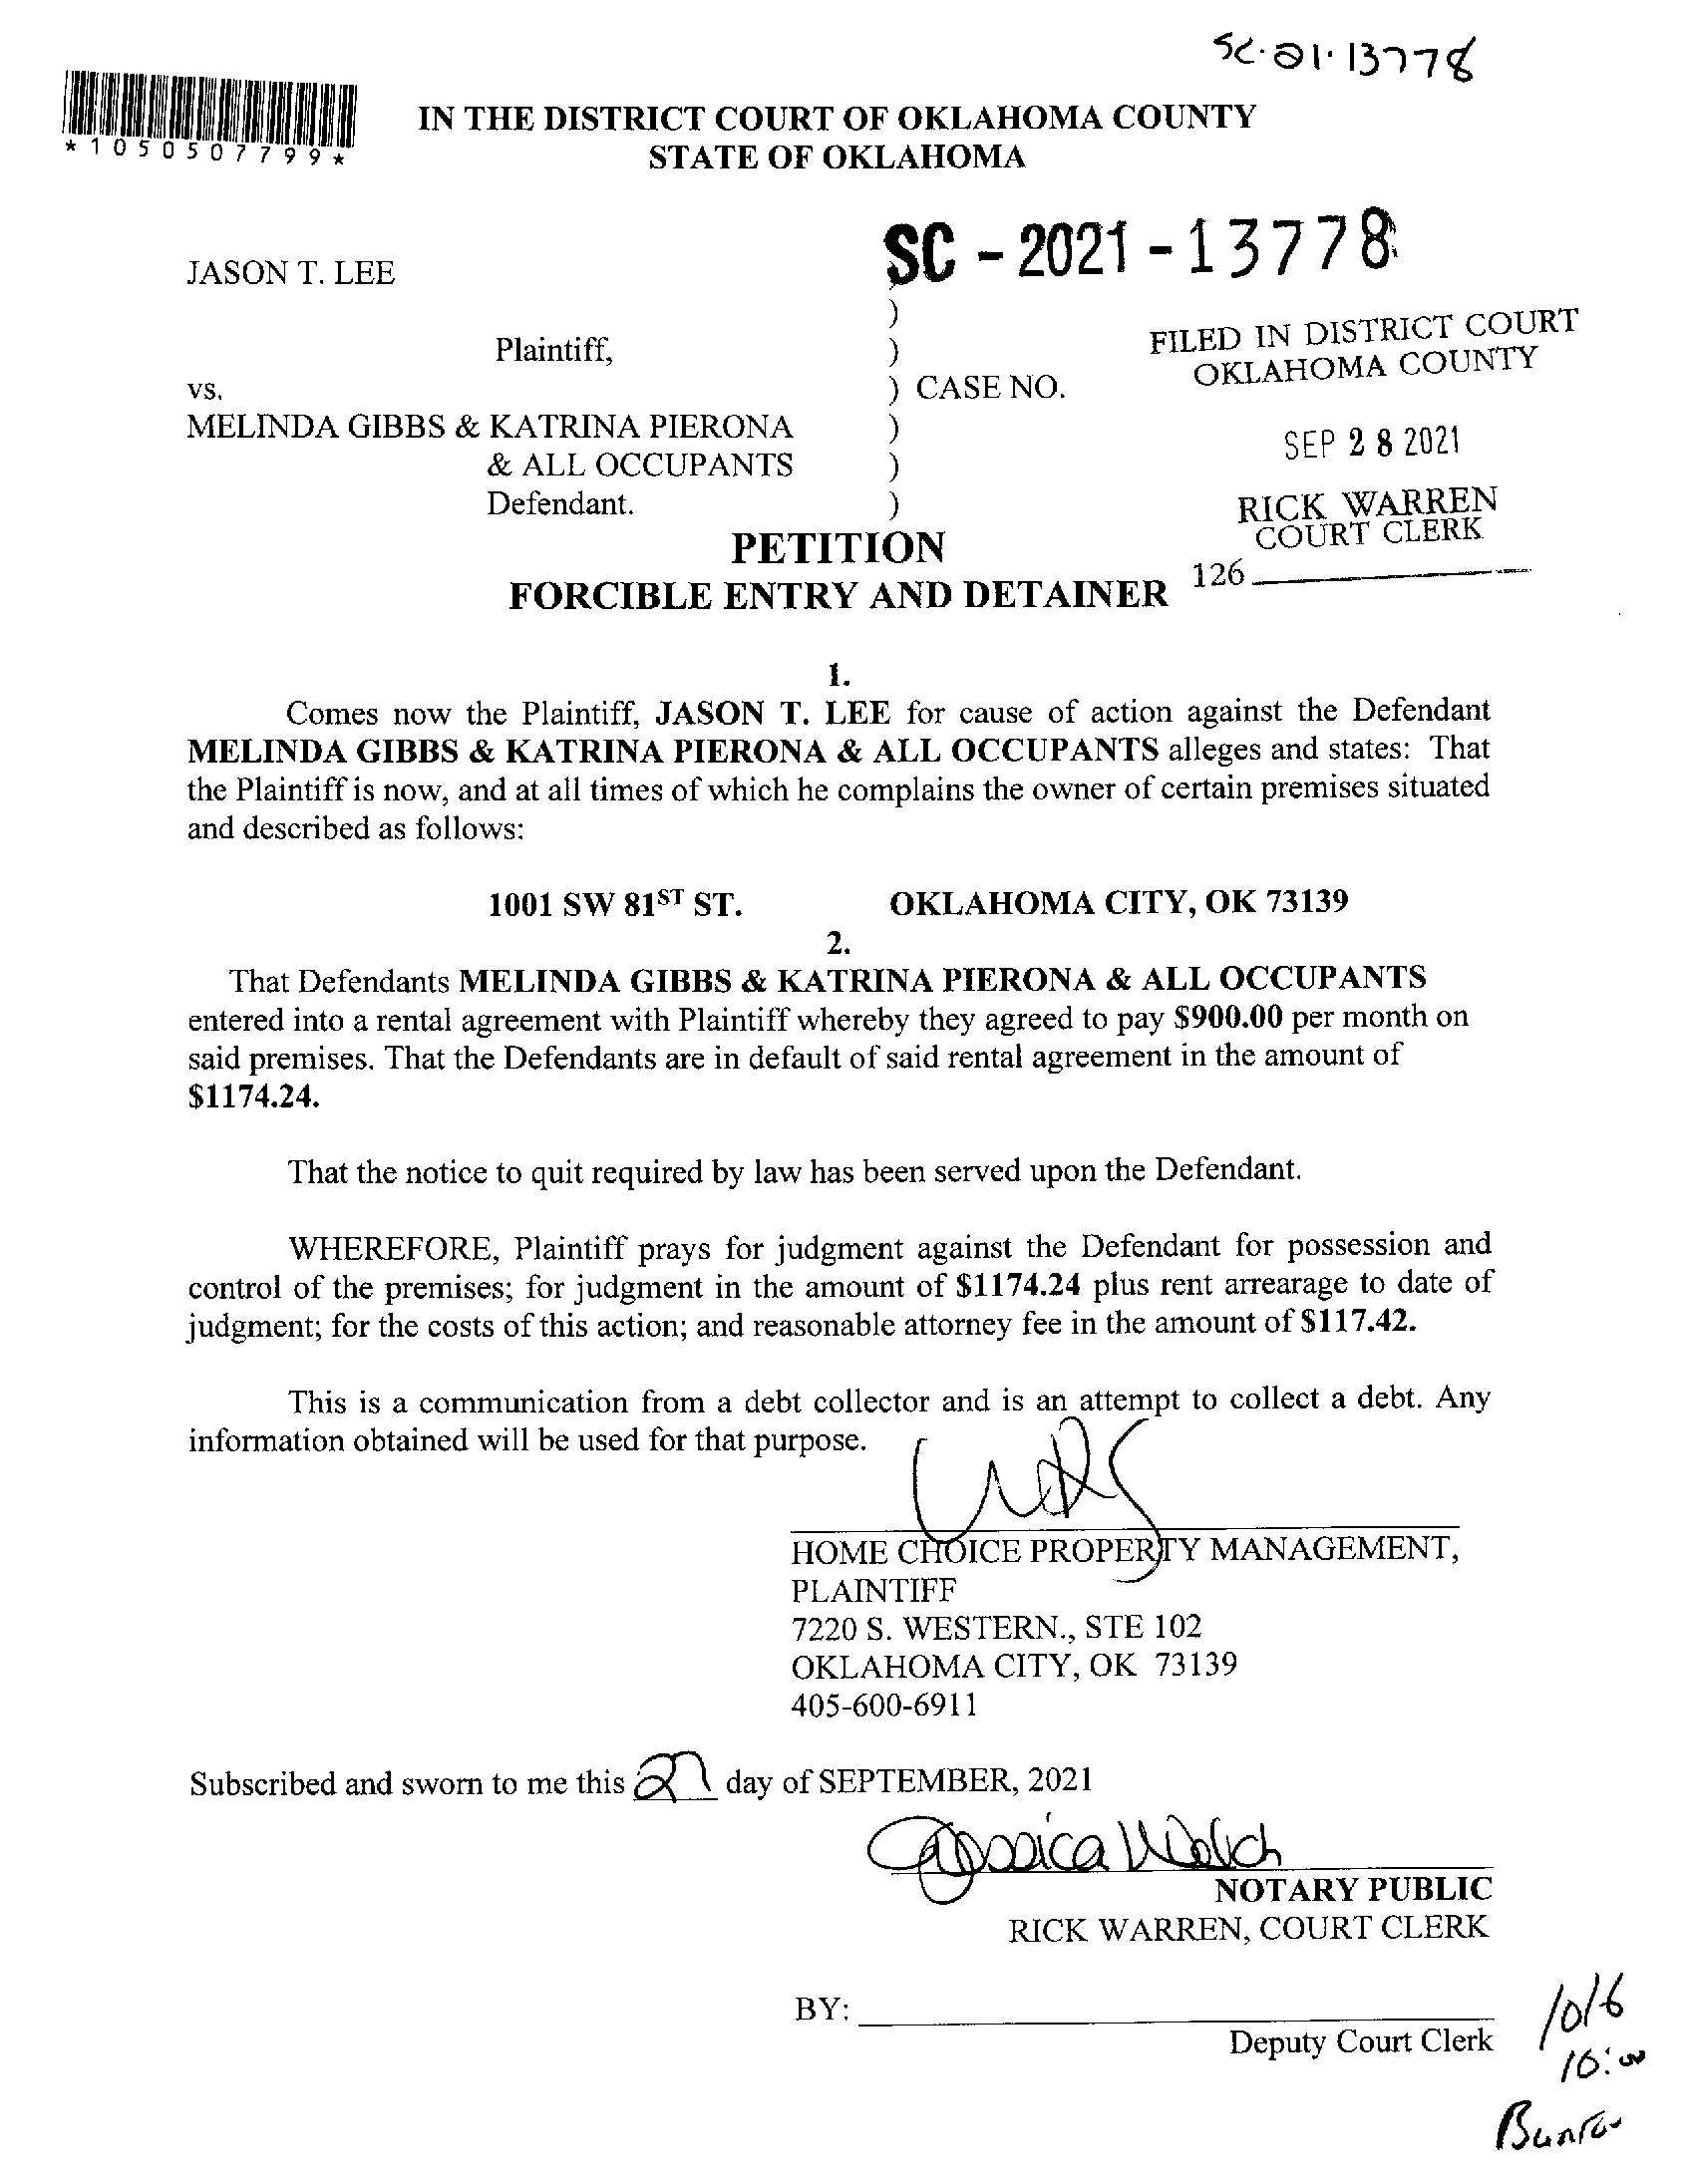 SC-21-13778
*1050507799*
IN THE DISTRICT COURT OF OKLAHOMA COUNTY
STATE OF OKLAHOMA
SC - 2021 - 13778
JASON T. LEE
)
)
Plaintiff, )
FILED IN DISTRICT COURT
OKLAHOMA COUNTY
vs. ) CASE NO.
MELINDA GIBBS & KATRINA PIERONA )
SEP 28 2021
& ALL OCCUPANTS )
Defendant. )
RICK WARREN
COURT CLERK
126
PETITION
FORCIBLE ENTRY AND DETAINER
1.
Comes now the Plaintiff, JASON T. LEE for cause of action against the Defendant
MELINDA GIBBS & KATRINA PIERONA & ALL OCCUPANTS alleges and states: That
the Plaintiff is now, and at all times of which he complains the owner of certain premises situated
and described as follows:
1001 SW 81ST ST. OKLAHOMA CITY, OK 73139
2.
That Defendants MELINDA GIBBS & KATRINA PIERONA & ALL OCCUPANTS
entered into a rental agreement with Plaintiff whereby they agreed to pay $900.00 per month on
said premises. That the Defendants are in default of said rental agreement in the amount of
$1174.24.
That the notice to quit required by law has been served upon the Defendant.
WHEREFORE, Plaintiff prays for judgment against the Defendant for possession and
control of the premises; for judgment in the amount of $1174.24 plus rent arrearage to date of
judgment; for the costs of this action; and reasonable attorney fee in the amount of $117.42.
This is a communication from a debt collector and is an attempt to collect a debt. Any
information obtained will be used for that purpose.
HOME CHOICE PROPERTY MANAGEMENT,
PLAINTIFF
7220 S. WESTERN., STE 102
OKLAHOMA CITY, OK 73139
405-600-6911
Subscribed and sworn to me this 27 day of SEPTEMBER, 2021
Jessica Welch
NOTARY PUBLIC
RICK WARREN, COURT CLERK
BY:
Deputy Court Clerk
10/6
10:00